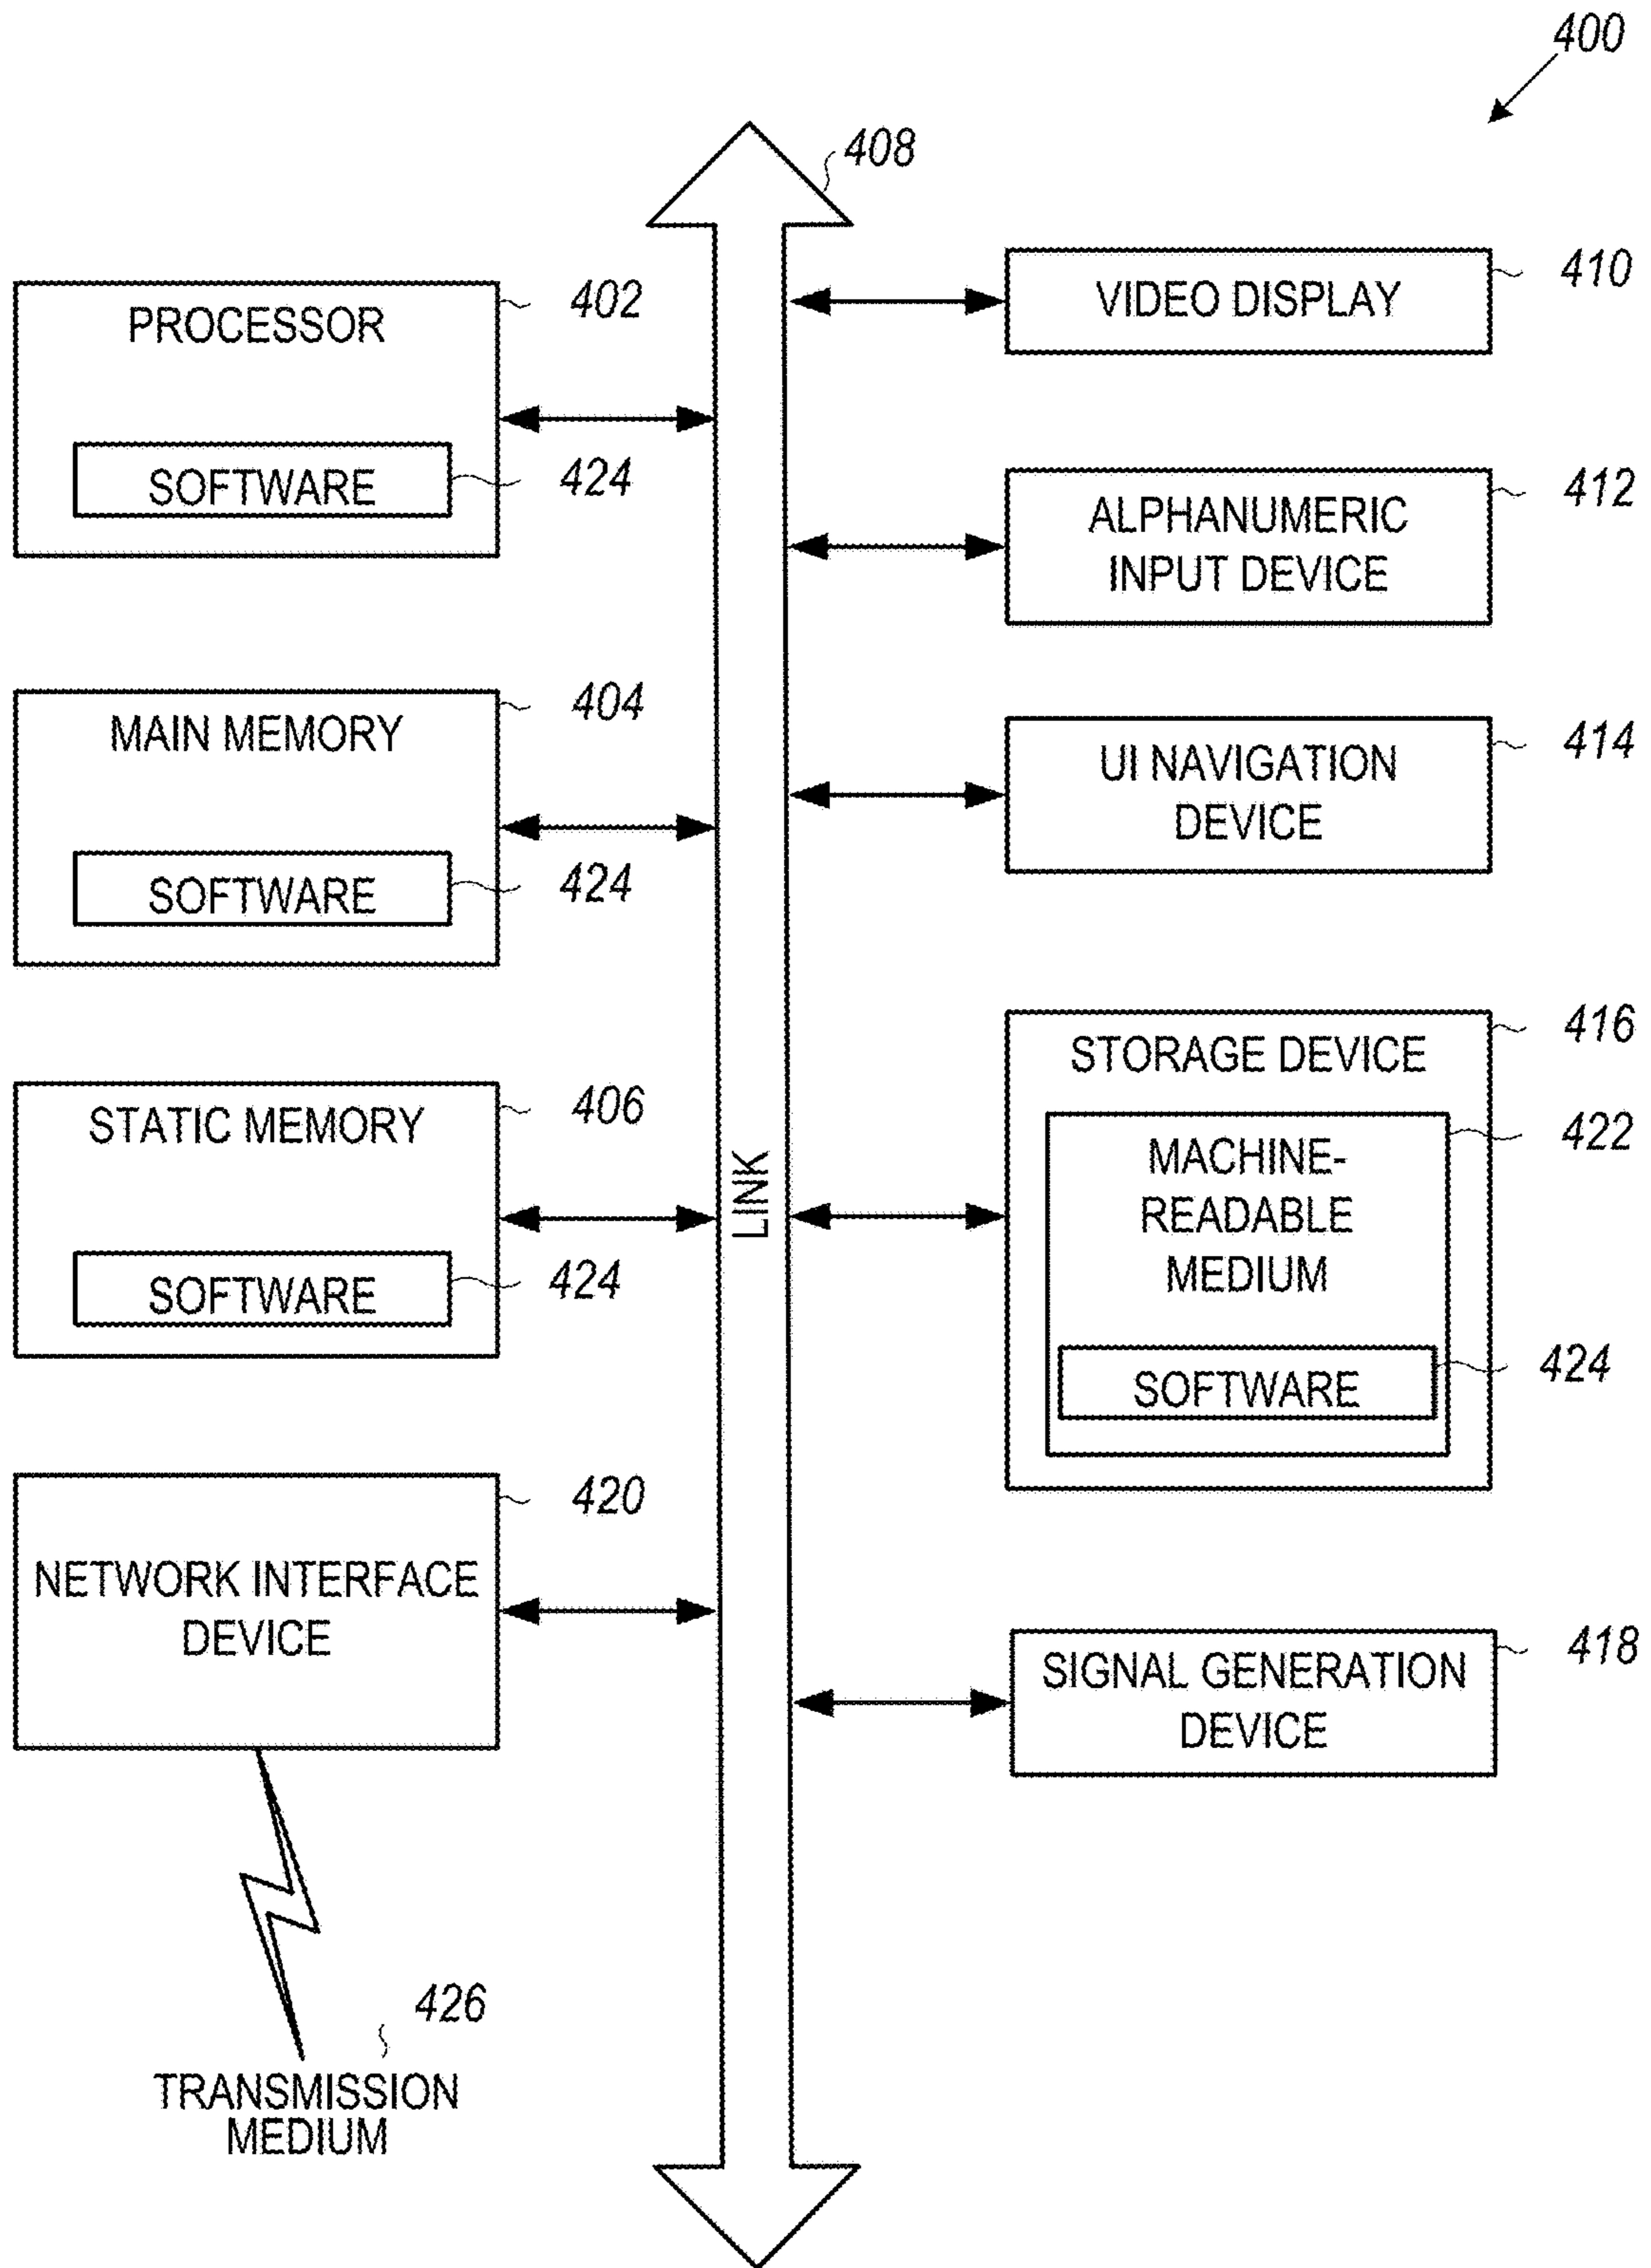 400
408
PROCESSOR
402
SOFTWARE
424
MAIN MEMORY
404
SOFTWARE
424
STATIC MEMORY
406
SOFTWARE
424
NETWORK INTERFACE
DEVICE
420
426
TRANSMISSION
MEDIUM
LINK
VIDEO DISPLAY
410
ALPHANUMERIC
INPUT DEVICE
412
UI NAVIGATION
DEVICE
414
STORAGE DEVICE
416
MACHINE-
READABLE
MEDIUM
422
SOFTWARE
424
SIGNAL GENERATION
DEVICE
418